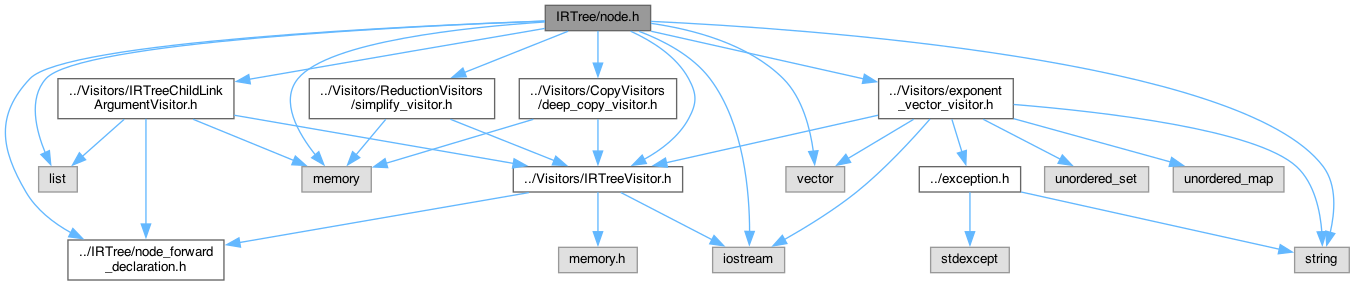 IRTree/node.h
../Visitors/IRTreeChildLink
ArgumentVisitor.h
../Visitors/ReductionVisitors
/simplify_visitor.h
../Visitors/CopyVisitors
/deep_copy_visitor.h
../Visitors/exponent
_vector_visitor.h
list
memory
../Visitors/IRTreeVisitor.h
vector
../exception.h
unordered_set
unordered_map
../IRTree/node_forward
_declaration.h
memory.h
iostream
stdexcept
string